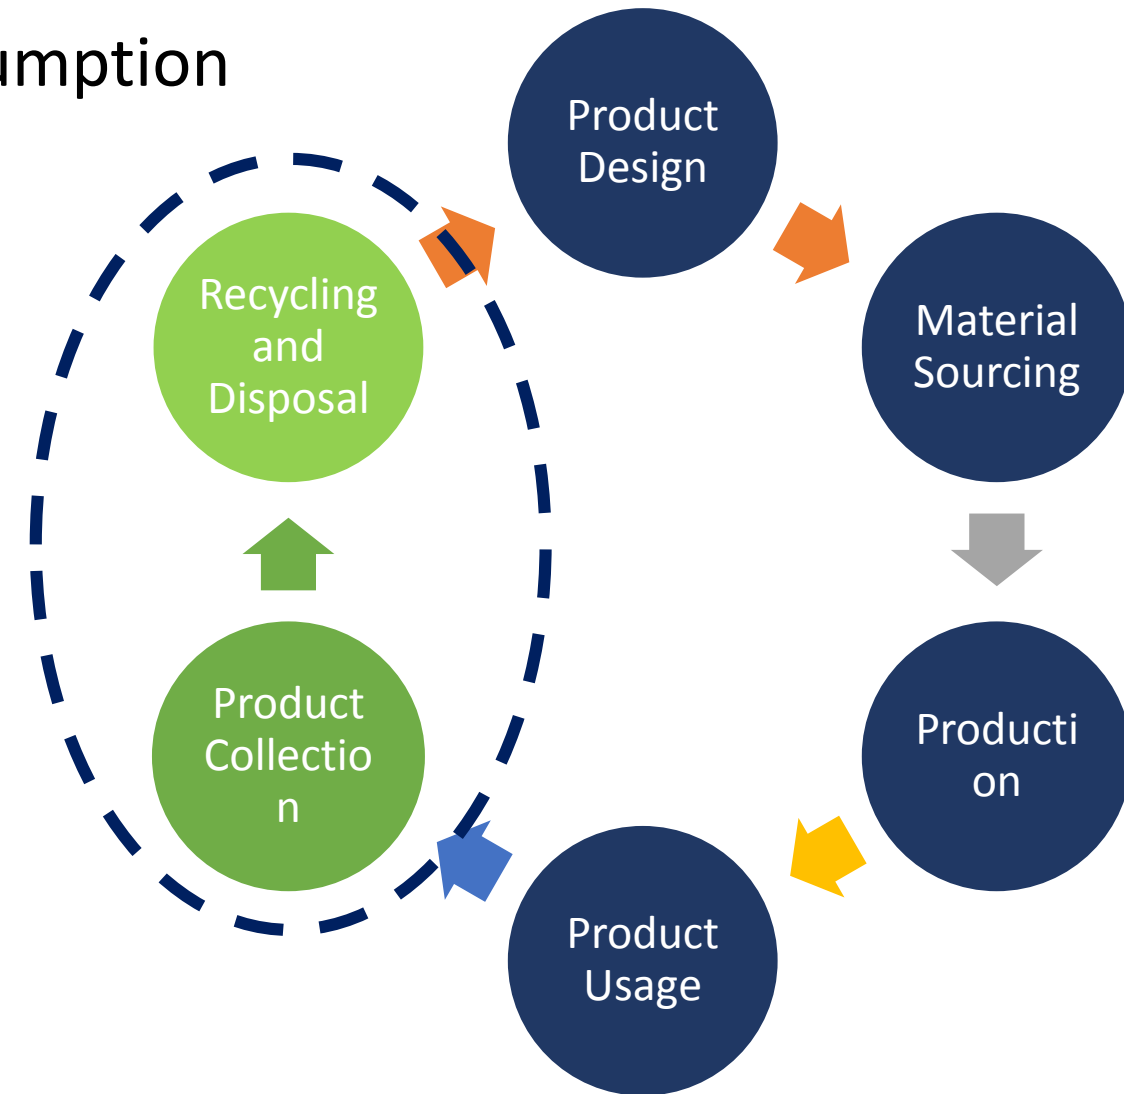 umption
Product
Design
Material
Sourcing
Producti
on
Product
Usage
Product
Collectio
n
Recycling
and
Disposal